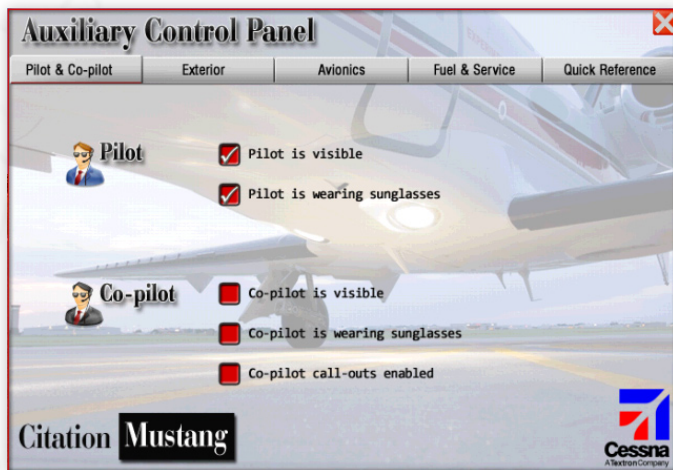 Auxiliary Control Panel
Pilot & Co-pilot Exterior Avionics Fuel & Service Quick Reference
Pilot
Pilot is visible
Pilot is wearing sunglasses
Co-pilot
Co-pilot is visible
Co-pilot is wearing sunglasses
Co-pilot call-outs enabled
Citation Mustang
Cessna
A Textron Company